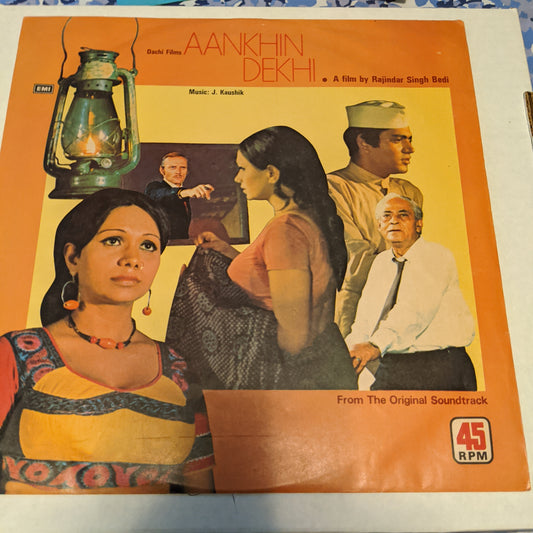 Dachi Films
AANKHIN
DEKHI
• A film by Rajindar Singh Bedi
EMI
Music: J. Kaushik
From The Original Soundtrack
45
RPM